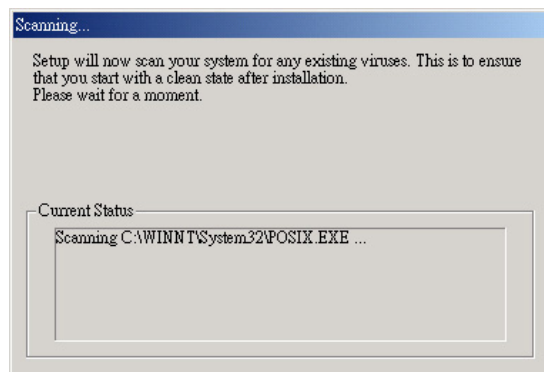 Scanning...
Setup will now scan your system for any existing viruses. This is to ensure
that you start with a clean state after installation.
Please wait for a moment.
Current Status
Scanning C:\WINNT\System32\POSIX.EXE ...